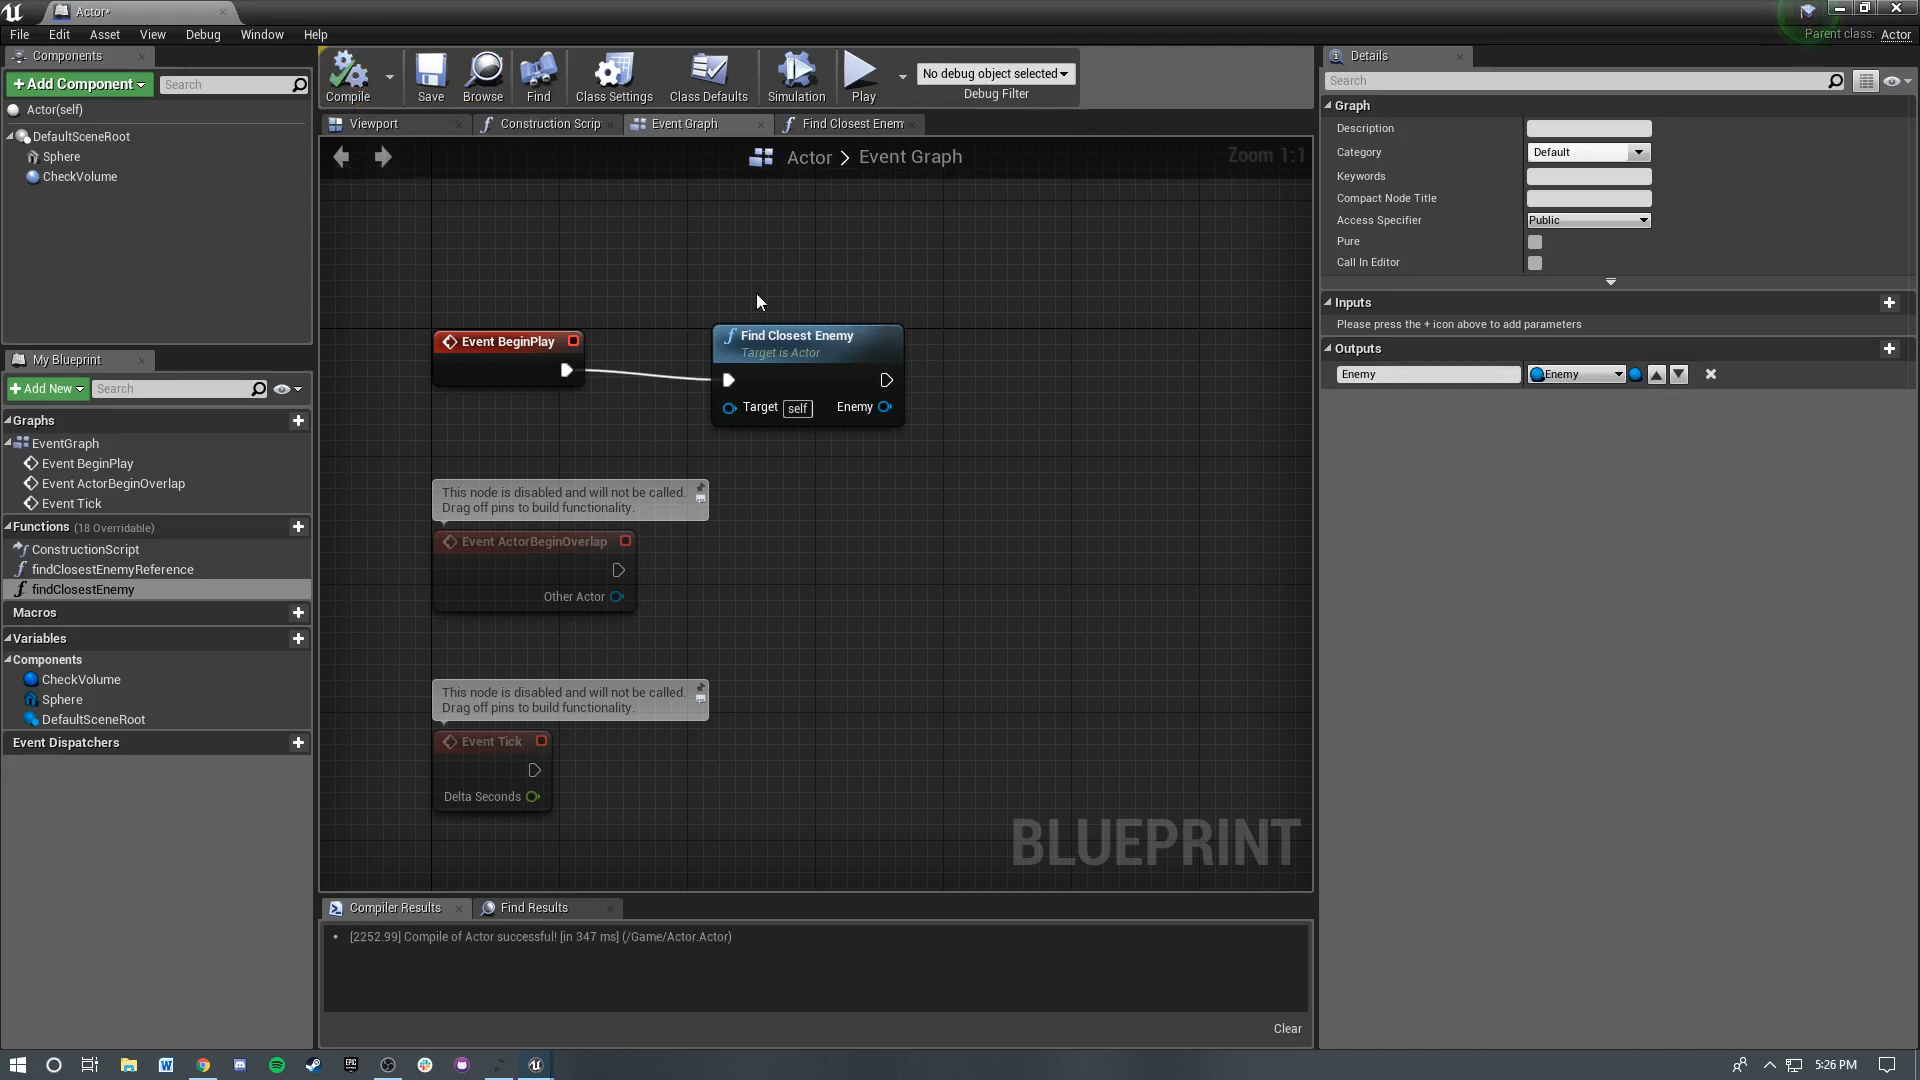 Actor*
File Edit Asset View Debug Window Help
Parent class: Actor
Components
+Add Component
Search
Actor(self)
DefaultSceneRoot
Sphere
CheckVolume
Compile
Save
Browse
Find
Class Settings
Class Defaults
Simulation
Play
No debug object selected
Debug Filter
Viewport
Construction Scrip
Event Graph
Find Closest Enem
Actor > Event Graph
Zoom 1:1
Event BeginPlay
Find Closest Enemy
Target is Actor
Target self
Enemy
This node is disabled and will not be called.
Drag off pins to build functionality.
Event ActorBeginOverlap
Other Actor
This node is disabled and will not be called.
Drag off pins to build functionality.
Event Tick
Delta Seconds
BLUEPRINT
My Blueprint
+Add New
Search
Graphs
EventGraph
Event BeginPlay
Event ActorBeginOverlap
Event Tick
Functions (18 Overridable)
ConstructionScript
findClosestEnemyReference
findClosestEnemy
Macros
Variables
Components
CheckVolume
Sphere
DefaultSceneRoot
Event Dispatchers
Compiler Results
Find Results
• [2252.99] Compile of Actor successful! [in 347 ms] (/Game/Actor.Actor)
Clear
Details
Search
Graph
Description
Category Default
Keywords
Compact Node Title
Access Specifier Public
Pure
Call In Editor
Inputs
Please press the + icon above to add parameters
Outputs
Enemy Enemy
5:26 PM